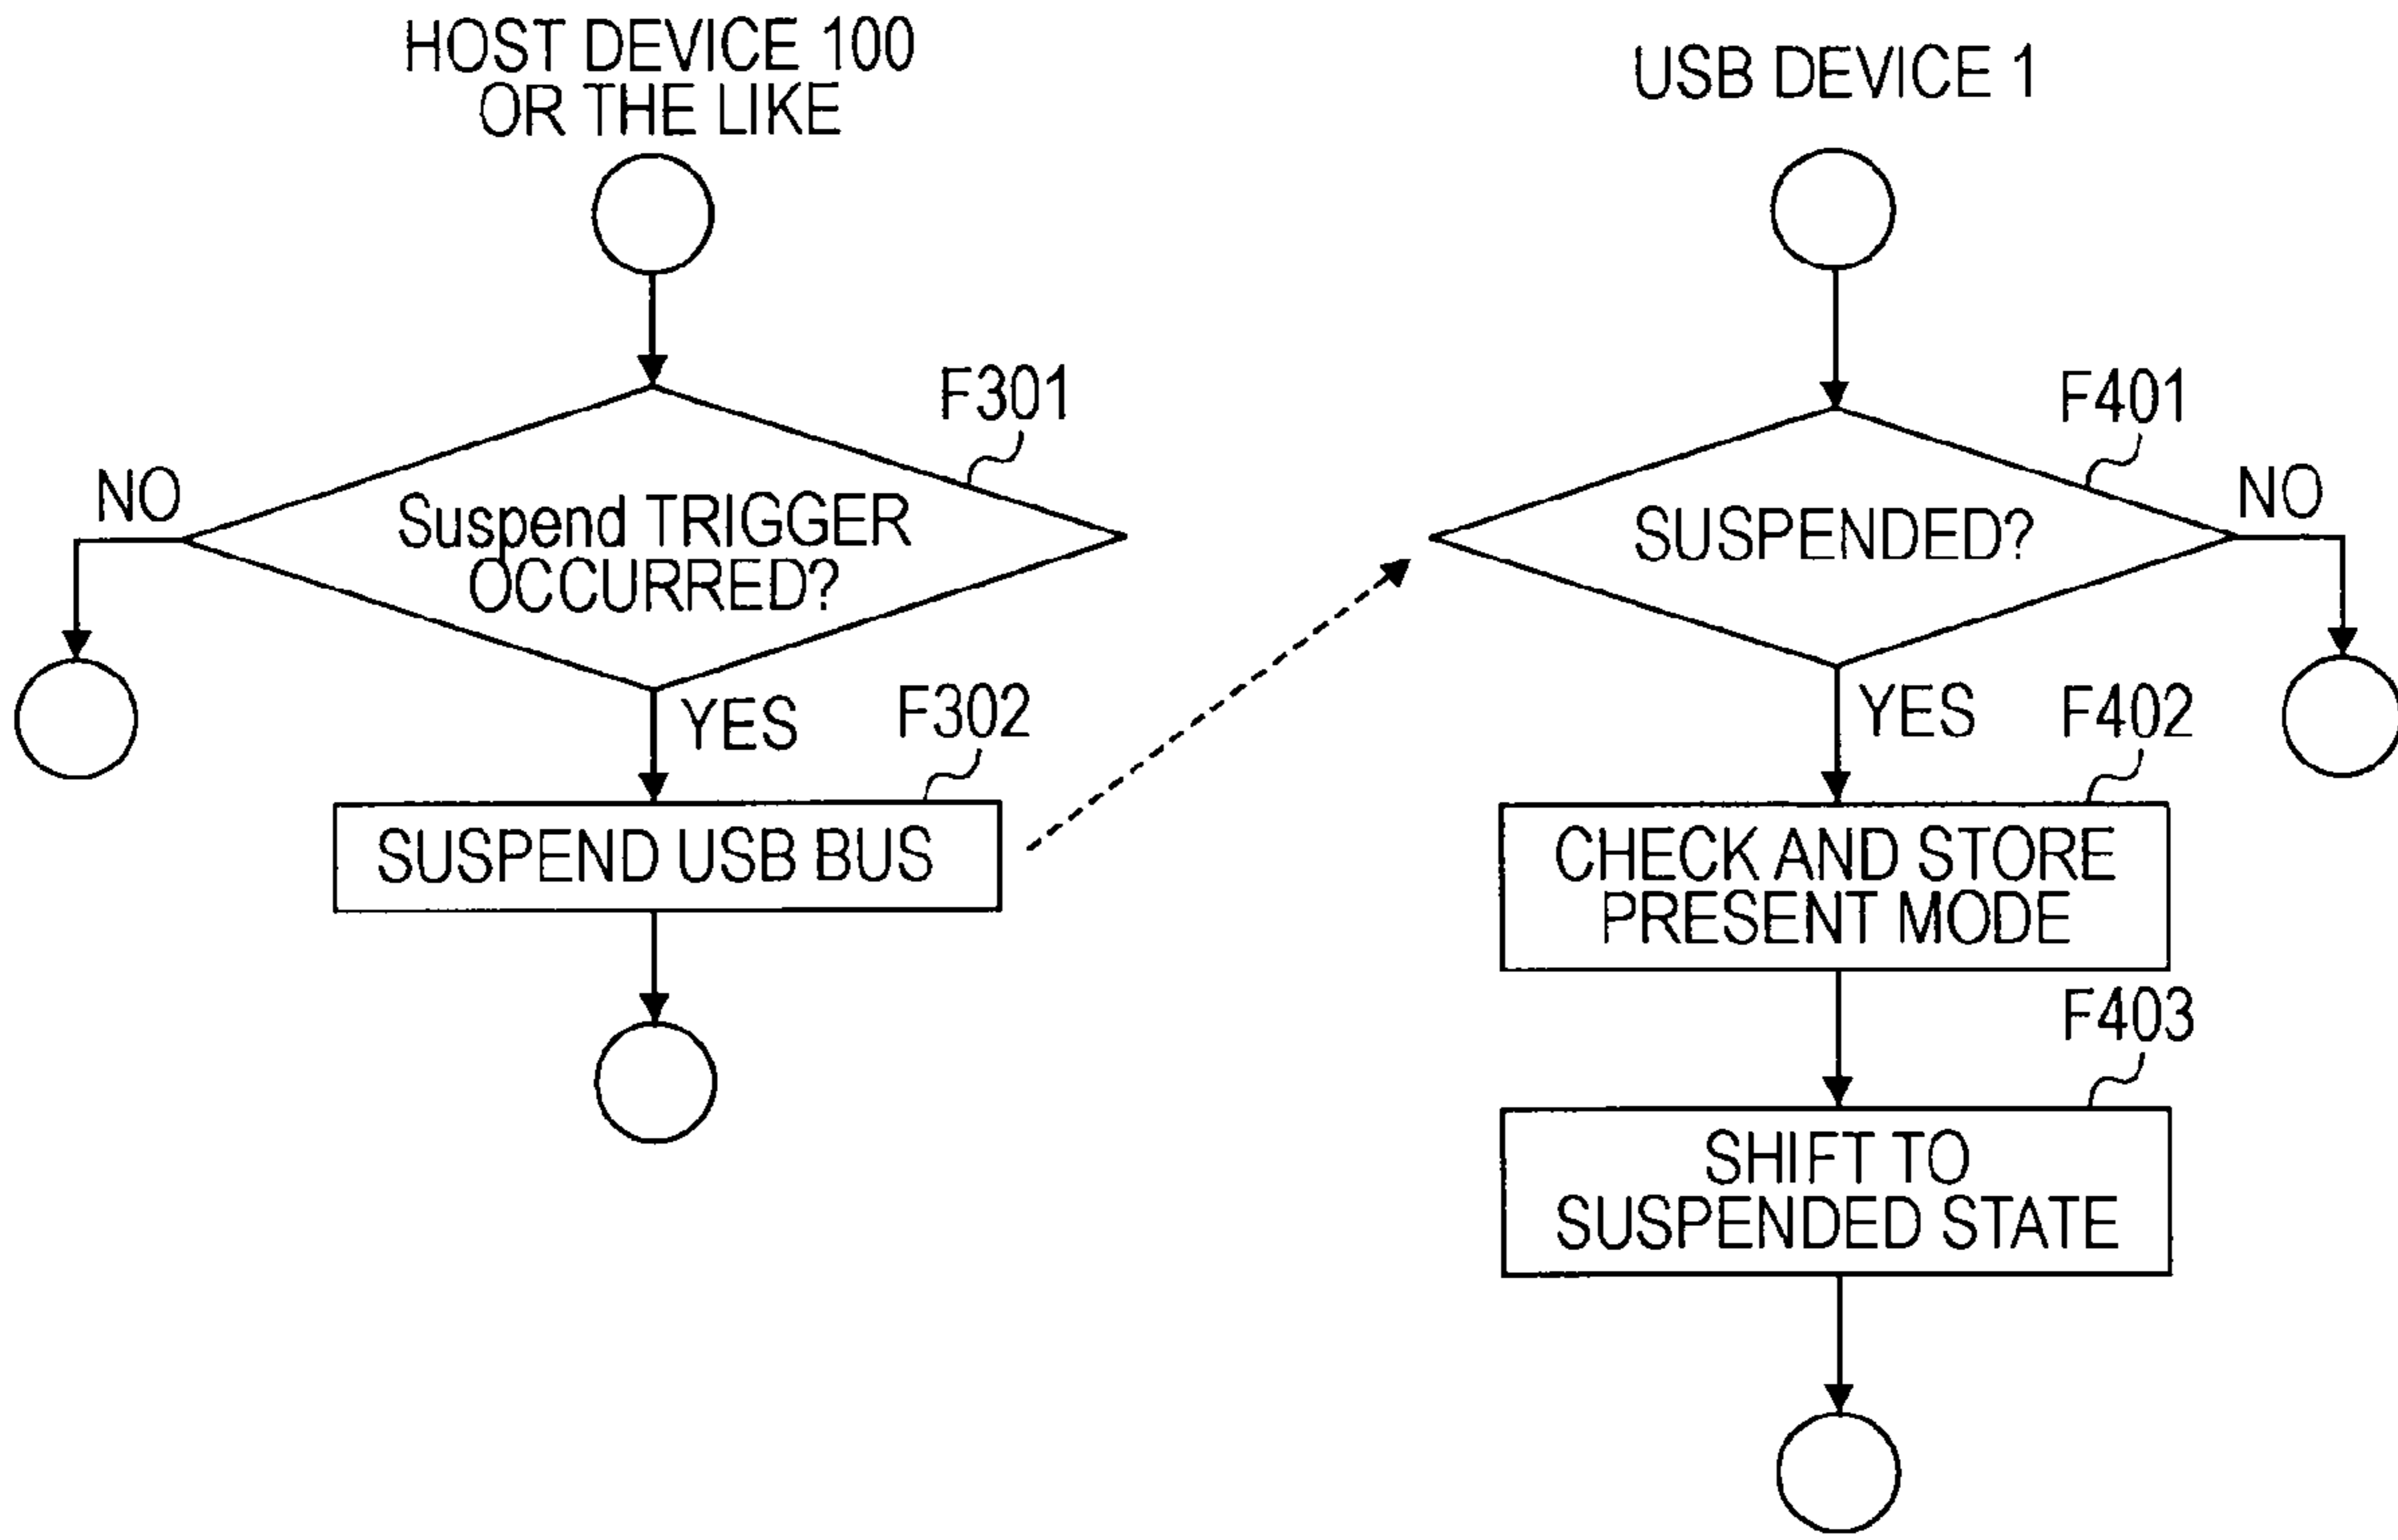 HOST DEVICE 100
OR THE LIKE
F301
NO
Suspend TRIGGER
OCCURRED?
YES
F302
SUSPEND USB BUS
USB DEVICE 1
F401
NO
SUSPENDED?
YES
F402
CHECK AND STORE
PRESENT MODE
F403
SHIFT TO
SUSPENDED STATE